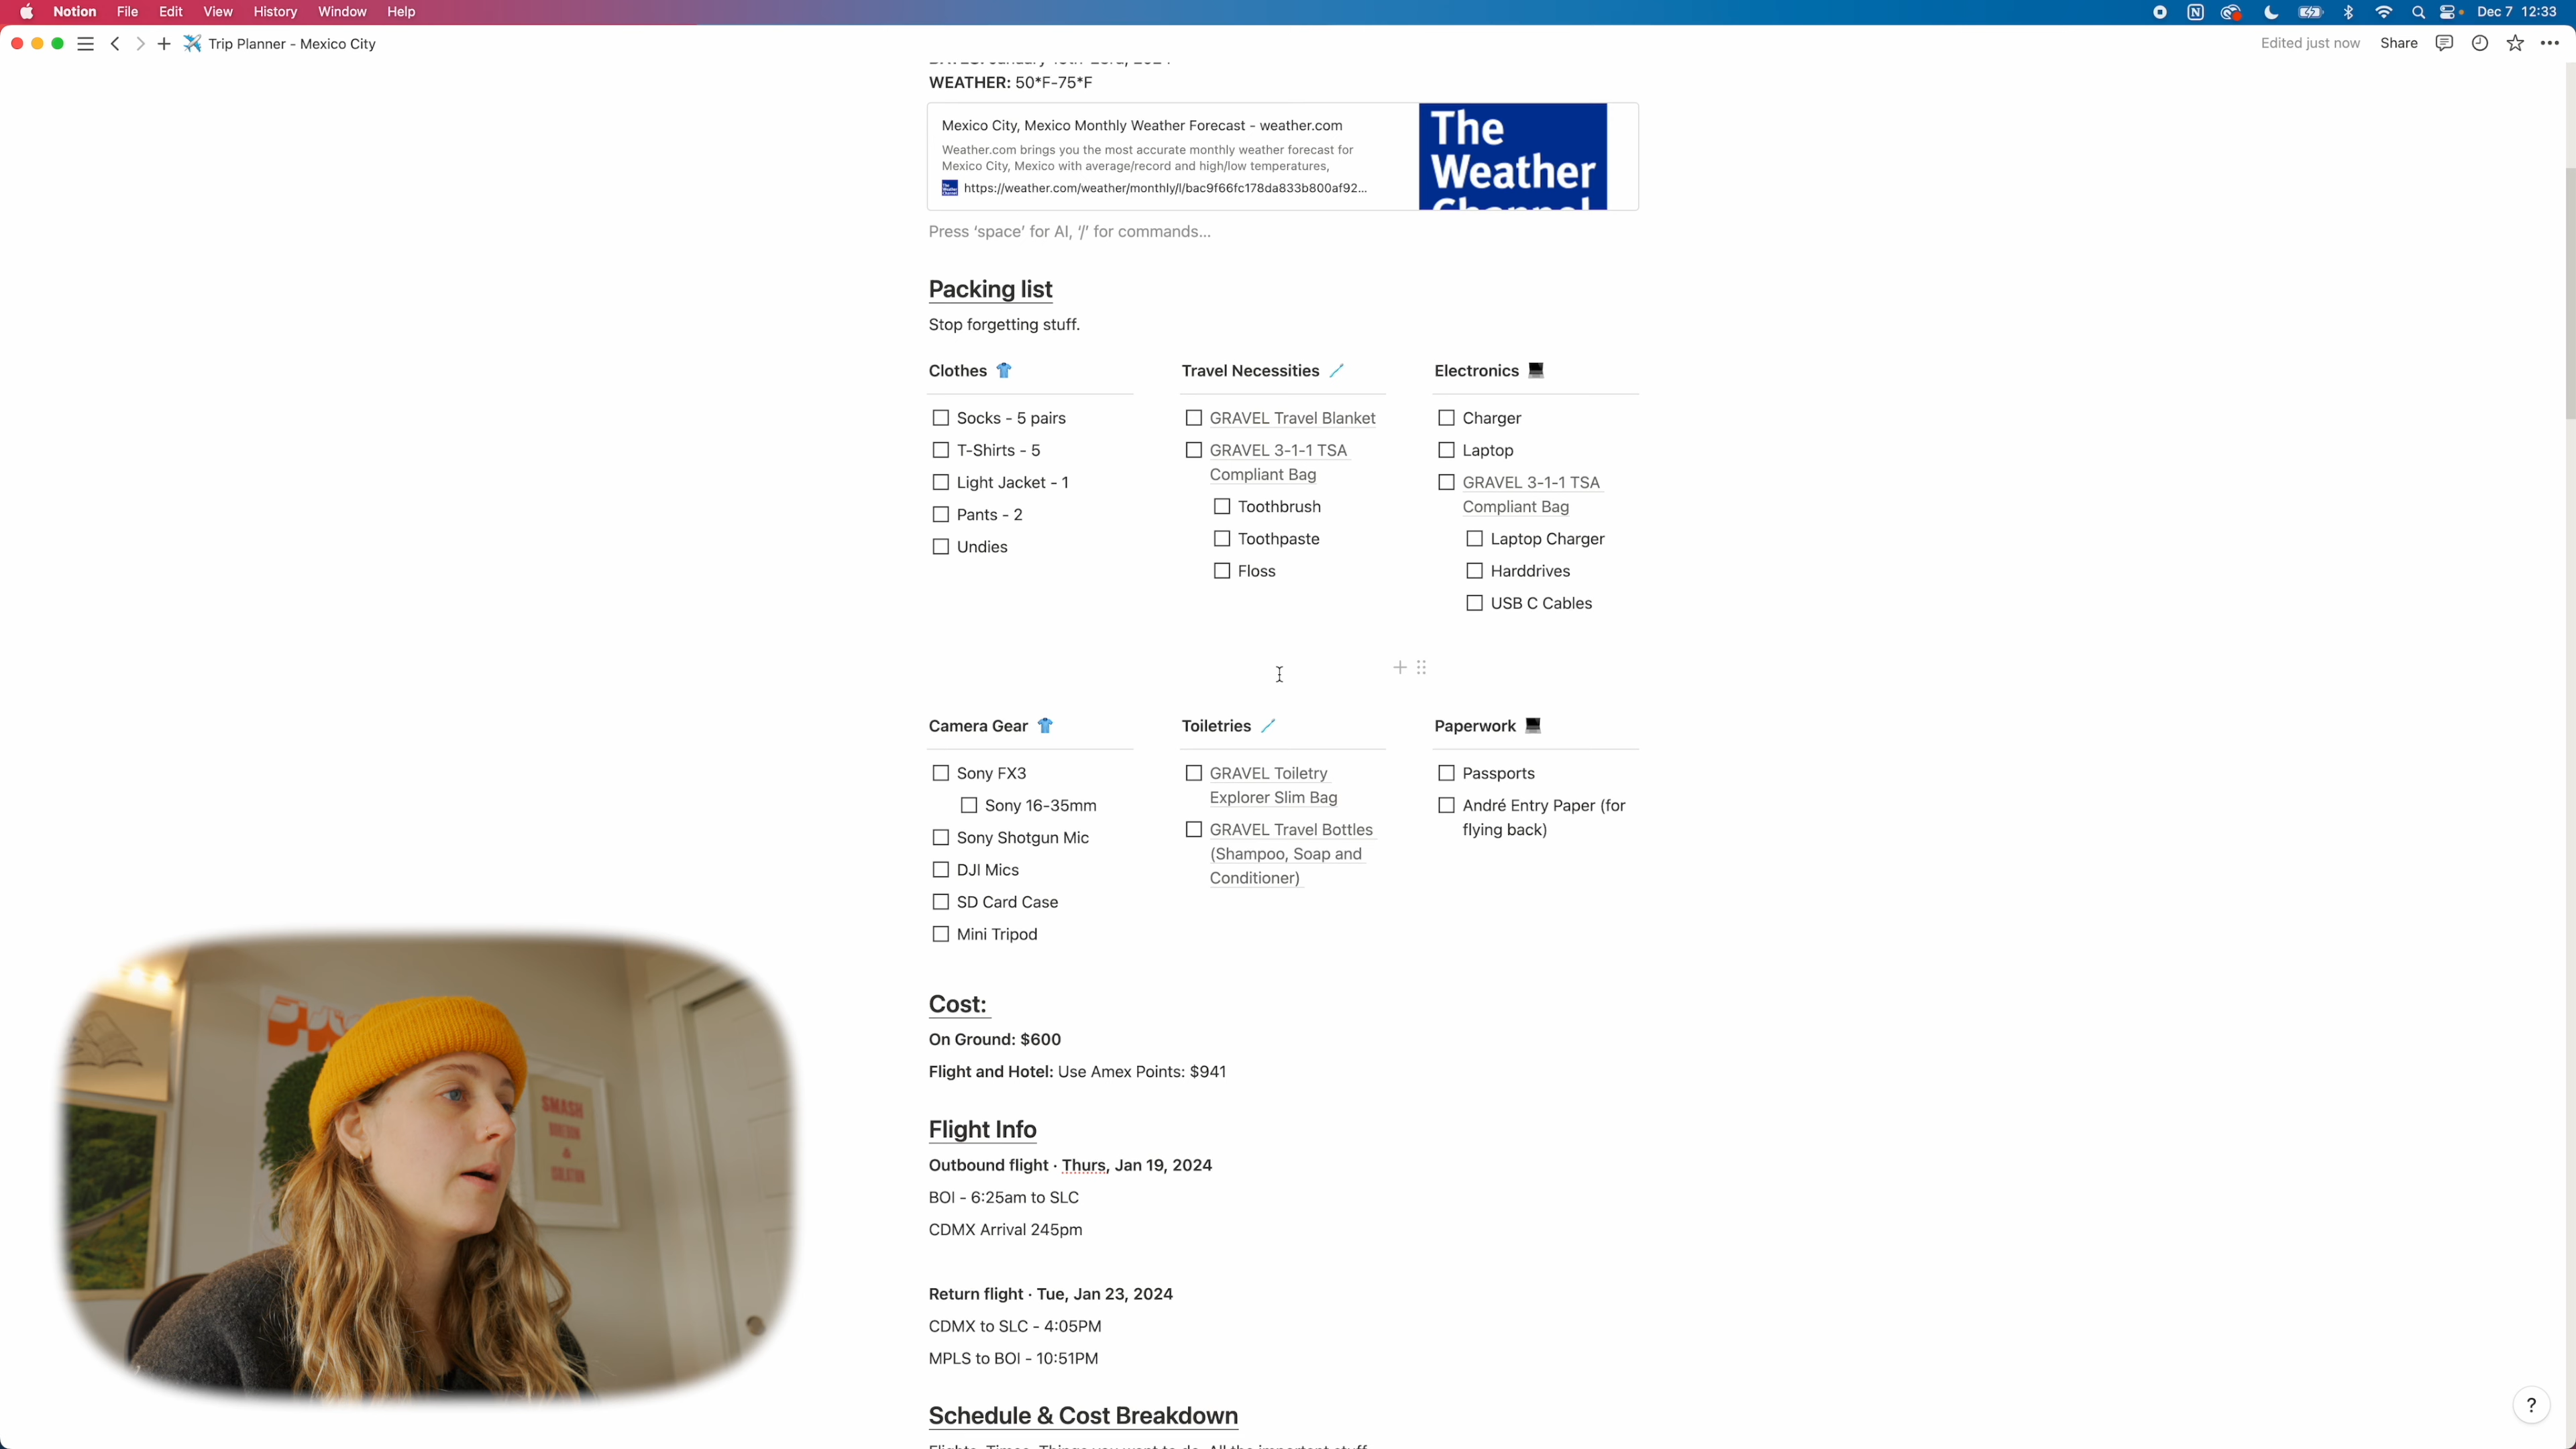 Notion File Edit View History Window Help
Dec 7 12:33
Trip Planner - Mexico City
Edited just now Share
WEATHER: 50*F-75*F
Mexico City, Mexico Monthly Weather Forecast - weather.com
Weather.com brings you the most accurate monthly weather forecast for
Mexico City, Mexico with average/record and high/low temperatures,
https://weather.com/weather/monthly/l/bac9f66fc178da833b800af92...
The
Weather
Channel
Press ‘space’ for AI, ‘/’ for commands...
Packing list
Stop forgetting stuff.
Clothes
Socks - 5 pairs
T-Shirts - 5
Light Jacket - 1
Pants - 2
Undies
Travel Necessities
GRAVEL Travel Blanket
GRAVEL 3-1-1 TSA
Compliant Bag
Toothbrush
Toothpaste
Floss
Electronics
Charger
Laptop
GRAVEL 3-1-1 TSA
Compliant Bag
Laptop Charger
Harddrives
USB C Cables
Camera Gear
Sony FX3
Sony 16-35mm
Sony Shotgun Mic
DJI Mics
SD Card Case
Mini Tripod
Toiletries
GRAVEL Toiletry
Explorer Slim Bag
GRAVEL Travel Bottles
(Shampoo, Soap and
Conditioner)
Paperwork
Passports
André Entry Paper (for
flying back)
Cost:
On Ground: $600
Flight and Hotel: Use Amex Points: $941
Flight Info
Outbound flight · Thurs, Jan 19, 2024
BOI - 6:25am to SLC
CDMX Arrival 245pm
Return flight · Tue, Jan 23, 2024
CDMX to SLC - 4:05PM
MPLS to BOI - 10:51PM
Schedule & Cost Breakdown
SMASH
&
?